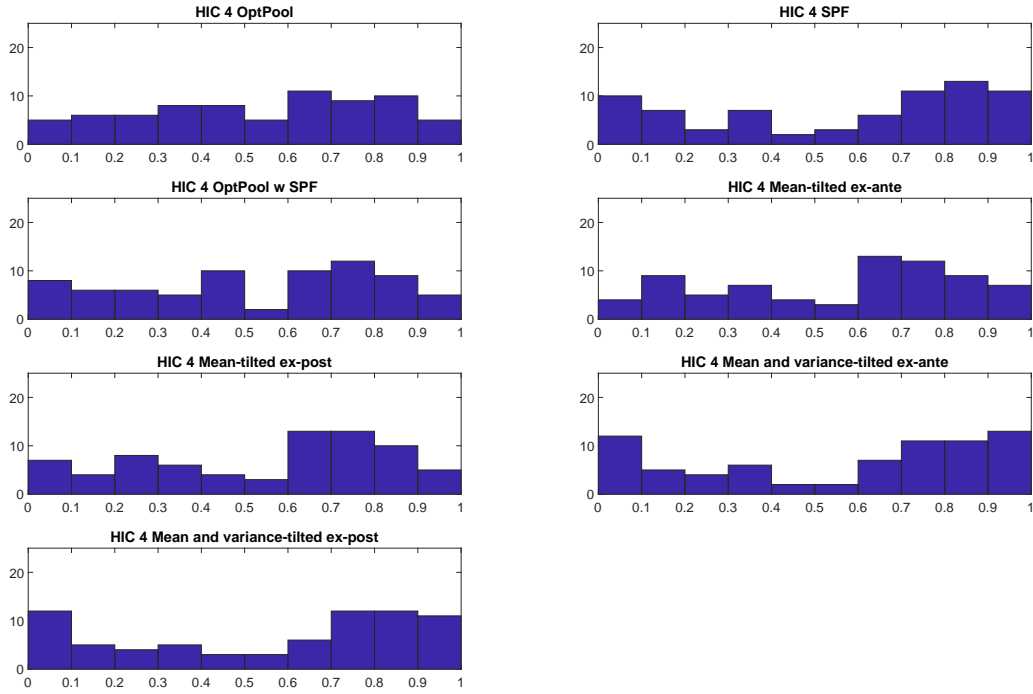 HIC 4 OptPool
20
10
0
0 0.1 0.2 0.3 0.4 0.5 0.6 0.7 0.8 0.9 1
HIC 4 SPF
20
10
0
0 0.1 0.2 0.3 0.4 0.5 0.6 0.7 0.8 0.9 1
HIC 4 OptPool w SPF
20
10
0
0 0.1 0.2 0.3 0.4 0.5 0.6 0.7 0.8 0.9 1
HIC 4 Mean-tilted ex-ante
20
10
0
0 0.1 0.2 0.3 0.4 0.5 0.6 0.7 0.8 0.9 1
HIC 4 Mean-tilted ex-post
20
10
0
0 0.1 0.2 0.3 0.4 0.5 0.6 0.7 0.8 0.9 1
HIC 4 Mean and variance-tilted ex-ante
20
10
0
0 0.1 0.2 0.3 0.4 0.5 0.6 0.7 0.8 0.9 1
HIC 4 Mean and variance-tilted ex-post
20
10
0
0 0.1 0.2 0.3 0.4 0.5 0.6 0.7 0.8 0.9 1